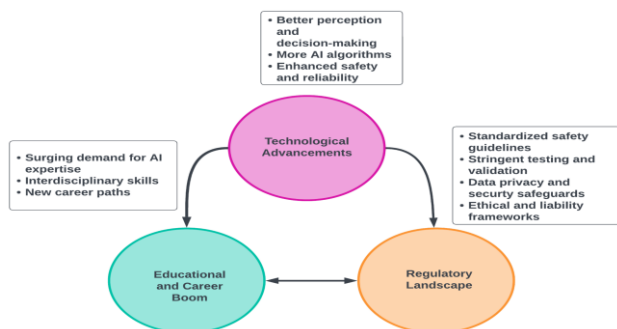 • Better perception
and
decision-making
• More AI algorithms
• Enhanced safety
and reliability
Technological
Advancements
• Surging demand for AI
expertise
• Interdisciplinary skills
• New career paths
• Standardized safety
guidelines
• Stringent testing and
validation
• Data privacy and
securty safeguards
• Ethical and liability
frameworks
Educational
and Career
Boom
Regulatory
Landscape